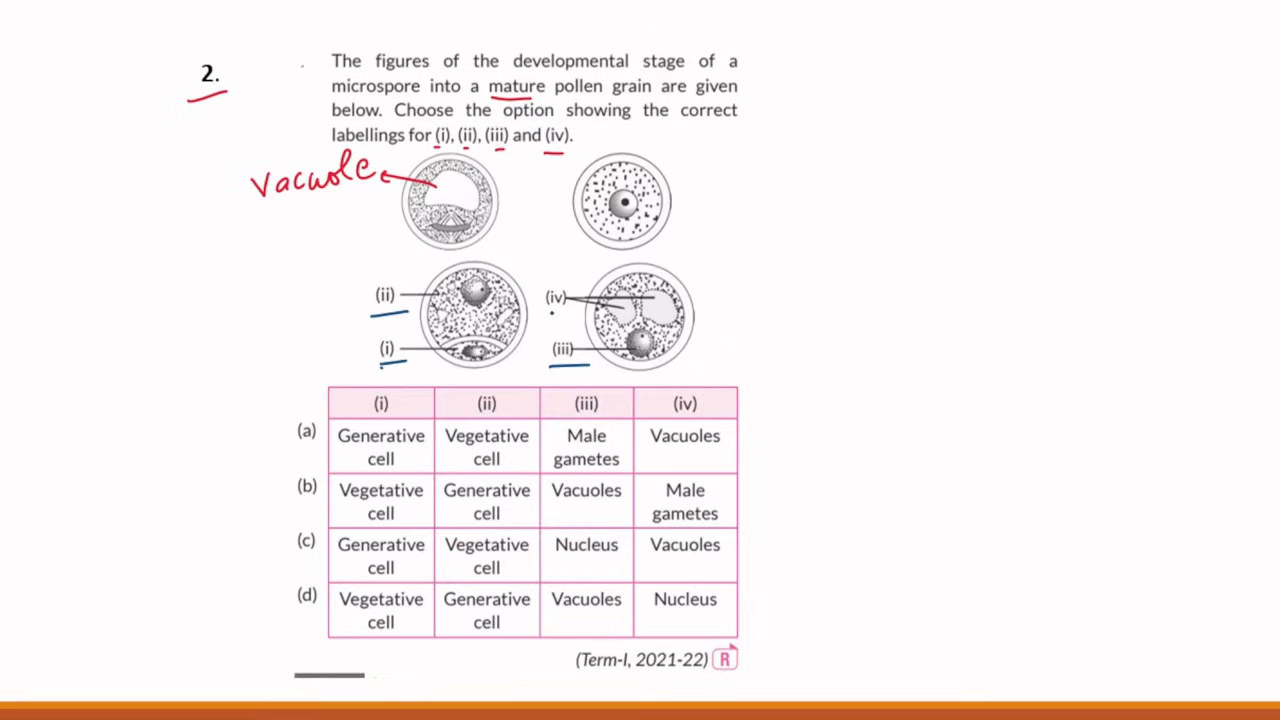 2.
The figures of the developmental stage of a
microspore into a mature pollen grain are given
below. Choose the option showing the correct
labellings for (i), (ii), (iii) and (iv).
Vacuole
(ii)
(iv)
(i)
(iii)
(i) (ii) (iii) (iv)
(a) Generative cell Vegetative cell Male gametes Vacuoles
(b) Vegetative cell Generative cell Vacuoles Male gametes
(c) Generative cell Vegetative cell Nucleus Vacuoles
(d) Vegetative cell Generative cell Vacuoles Nucleus
(Term-I, 2021-22) R